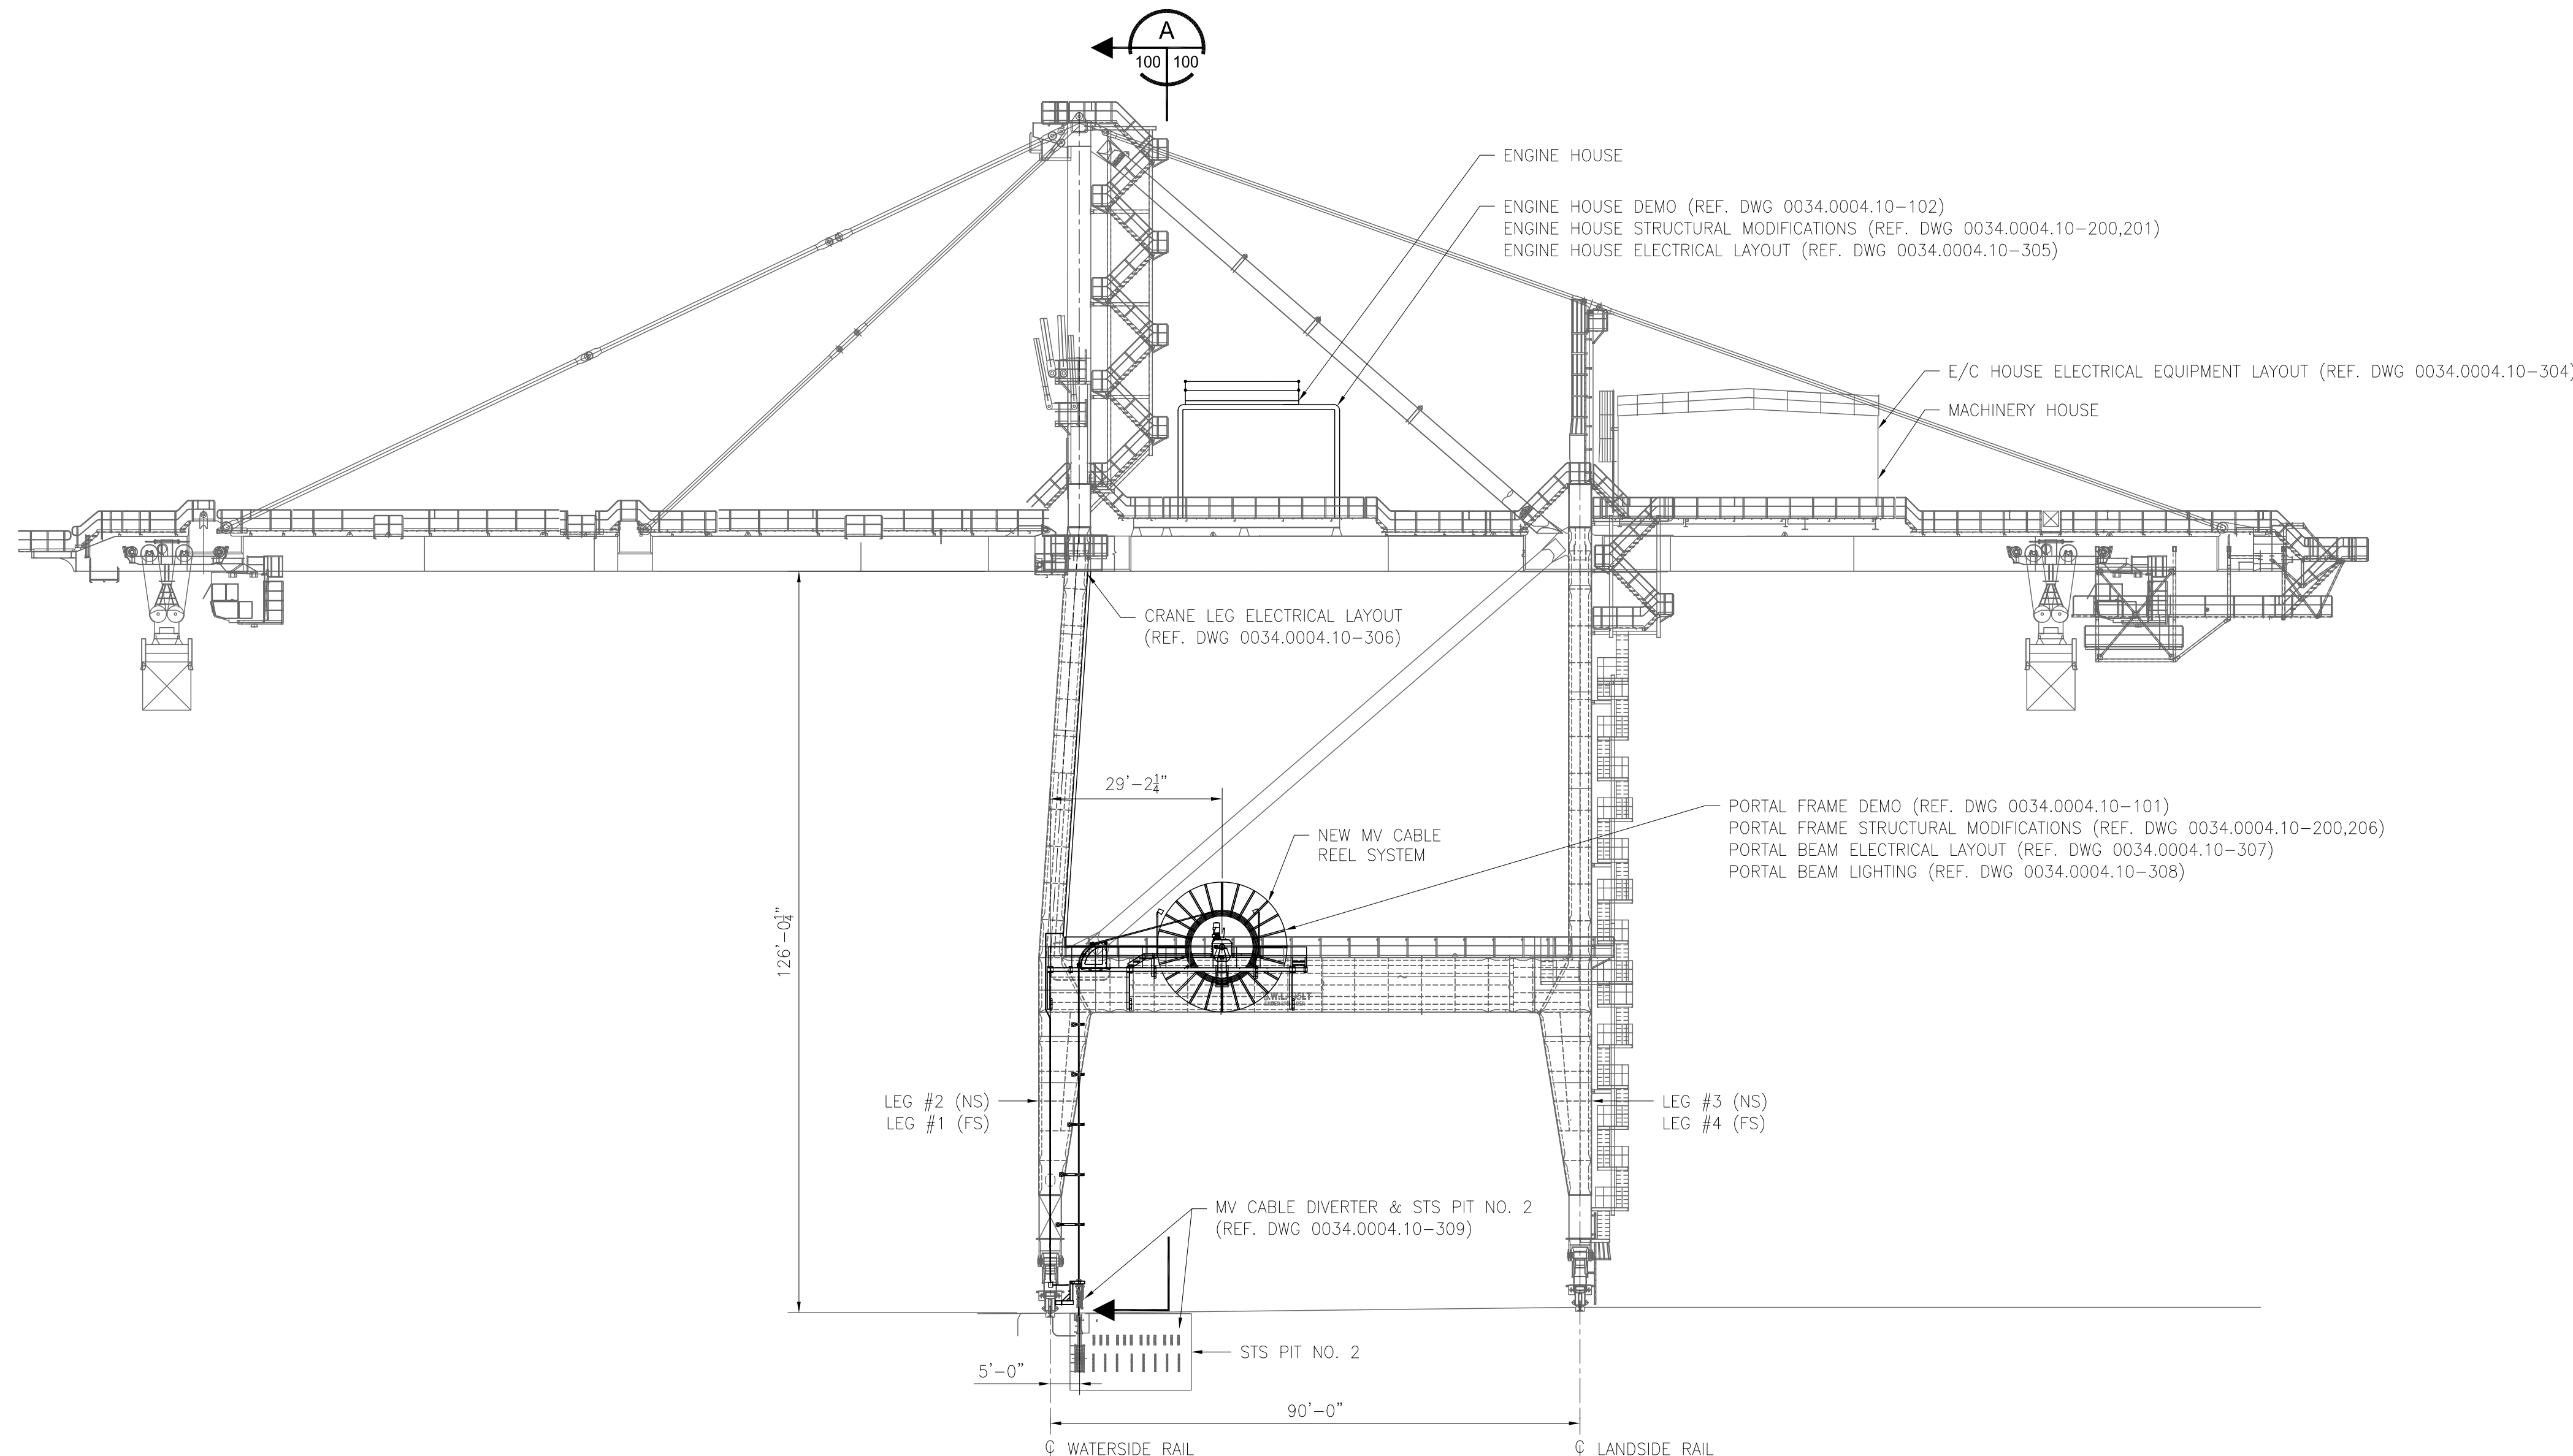 A
100 100
ENGINE HOUSE
ENGINE HOUSE DEMO (REF. DWG 0034.0004.10-102)
ENGINE HOUSE STRUCTURAL MODIFICATIONS (REF. DWG 0034.0004.10-200,201)
ENGINE HOUSE ELECTRICAL LAYOUT (REF. DWG 0034.0004.10-305)
E/C HOUSE ELECTRICAL EQUIPMENT LAYOUT (REF. DWG 0034.0004.10-304)
MACHINERY HOUSE
CRANE LEG ELECTRICAL LAYOUT
(REF. DWG 0034.0004.10-306)
29'-2¼"
NEW MV CABLE
REEL SYSTEM
PORTAL FRAME DEMO (REF. DWG 0034.0004.10-101)
PORTAL FRAME STRUCTURAL MODIFICATIONS (REF. DWG 0034.0004.10-200,206)
PORTAL BEAM ELECTRICAL LAYOUT (REF. DWG 0034.0004.10-307)
PORTAL BEAM LIGHTING (REF. DWG 0034.0004.10-308)
126'-0¼"
LEG #2 (NS)
LEG #1 (FS)
LEG #3 (NS)
LEG #4 (FS)
MV CABLE DIVERTER & STS PIT NO. 2
(REF. DWG 0034.0004.10-309)
STS PIT NO. 2
5'-0"
90'-0"
℄ WATERSIDE RAIL
℄ LANDSIDE RAIL